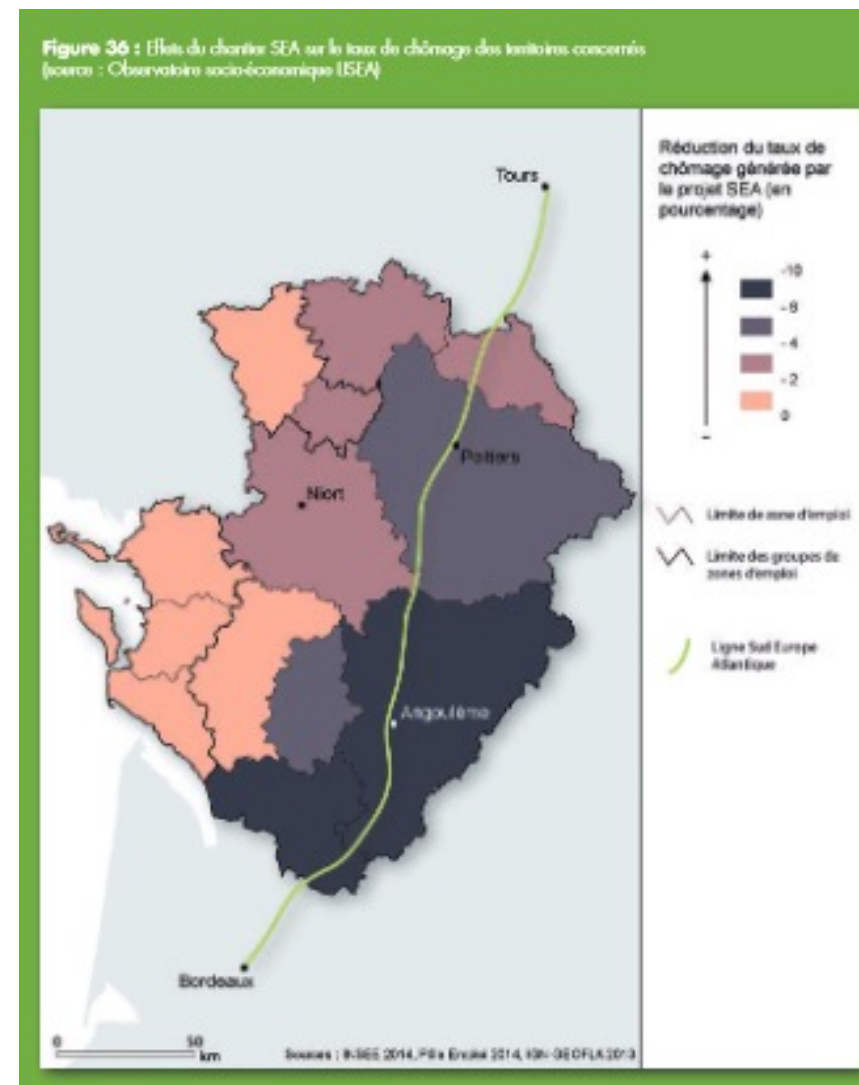 Figure 36 : Effets du chantier SEA sur le taux de chômage des territoires concernés
(source : Observatoire socio-économique LISEA)
Réduction du taux de
chômage générée par
le projet SEA (en
pourcentage)
+
-10
-8
-4
-2
0
-
Limite de zone d'emploi
Limite des groupes de
zones d'emploi
Ligne Sud Europe
Atlantique
Tours
Poitiers
Niort
Angoulême
Bordeaux
0 50
km
Sources : INSEE 2014, 2014, IGN-GEOFLA 2013